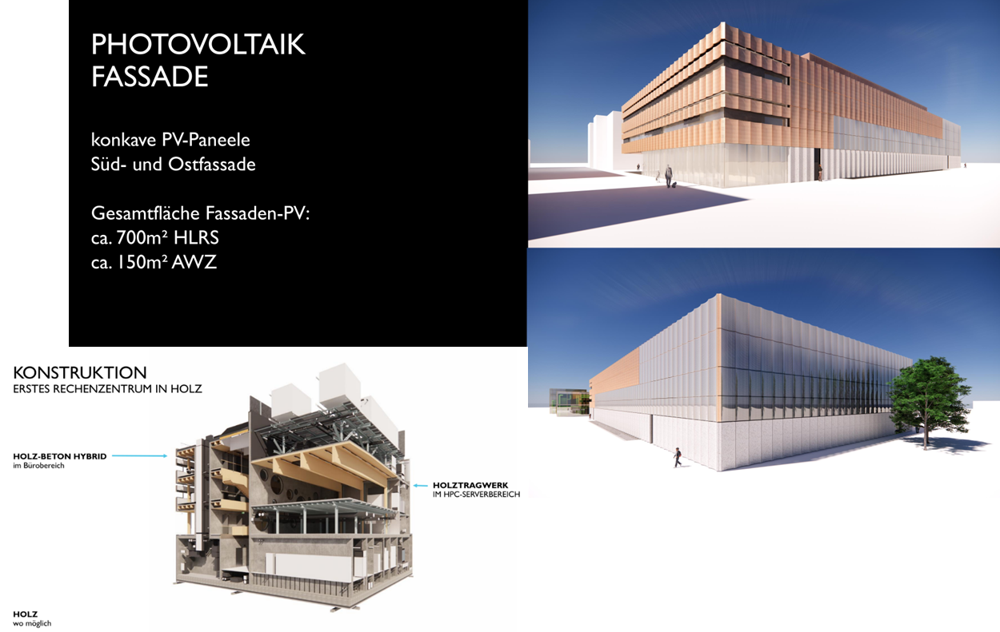 PHOTOVOLTAIK
FASSADE
konkave PV-Paneele
Süd- und Ostfassade
Gesamtfläche Fassaden-PV:
ca. 700m² HLRS
ca. 150m² AWZ
KONSTRUKTION
ERSTES RECHENZENTRUM IN HOLZ
HOLZ-BETON HYBRID
im Bürobereich
HOLZTRAGWERK
IM HPC-SERVERBEREICH
HOLZ
wo möglich